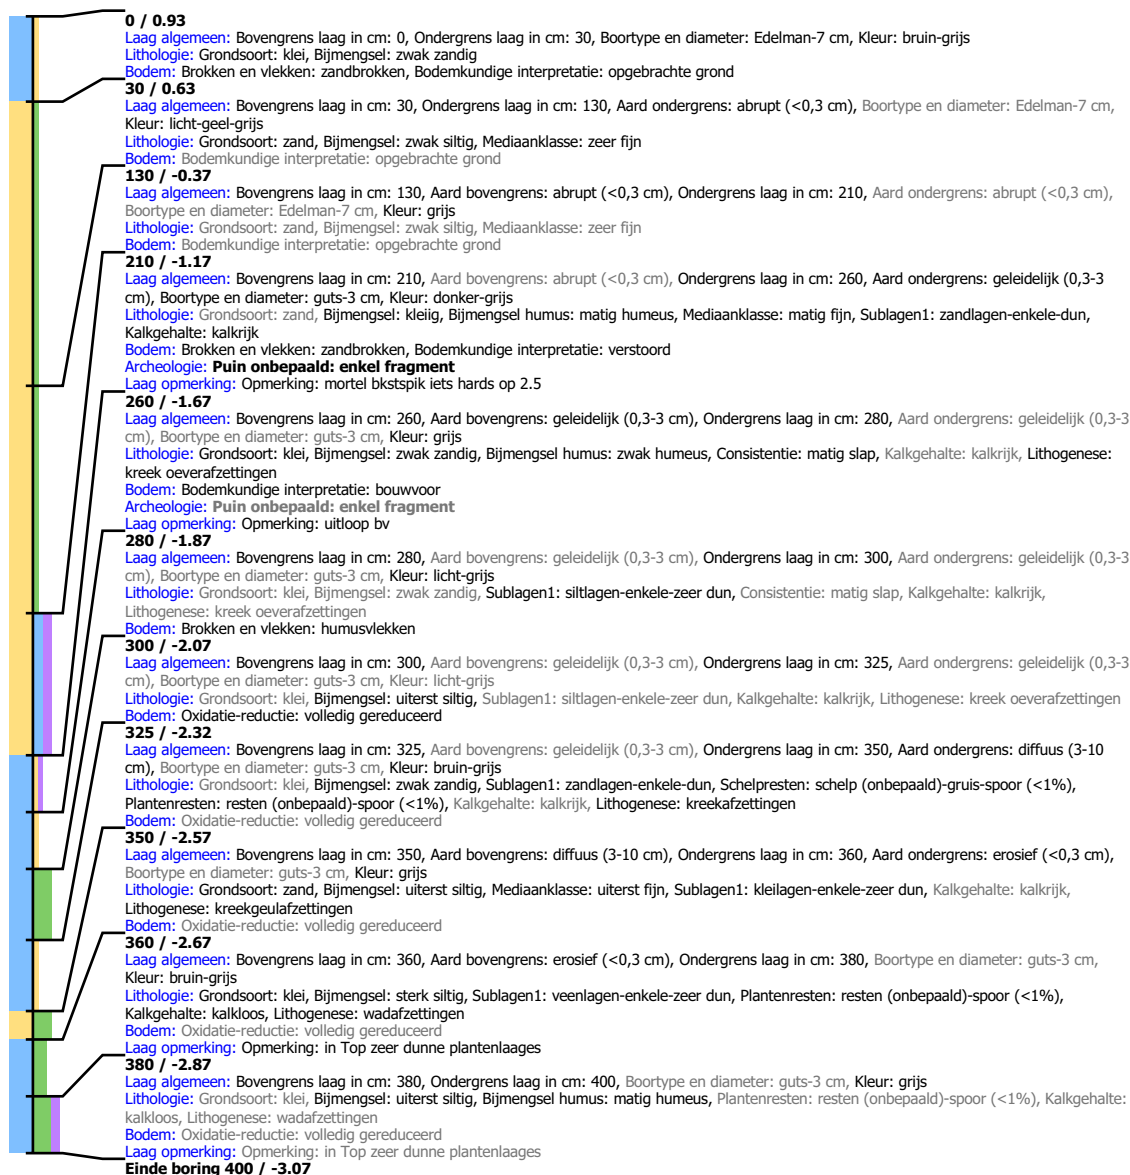 0 / 0.93
Laag algemeen: Bovengrens laag in cm: 0, Ondergrens laag in cm: 30, Boortype en diameter: Edelman-7 cm, Kleur: bruin-grijs
Lithologie: Grondsoort: klei, Bijmengsel: zwak zandig
Bodem: Brokken en vlekken: zandbrokken, Bodemkundige interpretatie: opgebrachte grond
30 / 0.63
Laag algemeen: Bovengrens laag in cm: 30, Ondergrens laag in cm: 130, Aard ondergrens: abrupt (<0,3 cm), Boortype en diameter: Edelman-7 cm,
Kleur: licht-geel-grijs
Lithologie: Grondsoort: zand, Bijmengsel: zwak siltig, Mediaanklasse: zeer fijn
Bodem: Bodemkundige interpretatie: opgebrachte grond
130 / -0.37
Laag algemeen: Bovengrens laag in cm: 130, Aard bovengrens: abrupt (<0,3 cm), Ondergrens laag in cm: 210, Aard ondergrens: abrupt (<0,3 cm),
Boortype en diameter: Edelman-7 cm, Kleur: grijs
Lithologie: Grondsoort: zand, Bijmengsel: zwak siltig, Mediaanklasse: zeer fijn
Bodem: Bodemkundige interpretatie: opgebrachte grond
210 / -1.17
Laag algemeen: Bovengrens laag in cm: 210, Aard bovengrens: abrupt (<0,3 cm), Ondergrens laag in cm: 260, Aard ondergrens: geleidelijk (0,3-3
cm), Boortype en diameter: guts-3 cm, Kleur: donker-grijs
Lithologie: Grondsoort: zand, Bijmengsel: kleiig, Bijmengsel humus: matig humeus, Mediaanklasse: matig fijn, Sublagen1: zandlagen-enkele-dun,
Kalkgehalte: kalkrijk
Bodem: Brokken en vlekken: zandbrokken, Bodemkundige interpretatie: verstoord
Archeologie: Puin onbepaald: enkel fragment
Laag opmerking: Opmerking: mortel bkstspik iets hards op 2.5
260 / -1.67
Laag algemeen: Bovengrens laag in cm: 260, Aard bovengrens: geleidelijk (0,3-3 cm), Ondergrens laag in cm: 280, Aard ondergrens: geleidelijk (0,3-3
cm), Boortype en diameter: guts-3 cm, Kleur: grijs
Lithologie: Grondsoort: klei, Bijmengsel: zwak zandig, Bijmengsel humus: zwak humeus, Consistentie: matig slap, Kalkgehalte: kalkrijk, Lithogenese:
kreek oeverafzettingen
Bodem: Bodemkundige interpretatie: bouwvoor
Archeologie: Puin onbepaald: enkel fragment
Laag opmerking: Opmerking: uitloop bv
280 / -1.87
Laag algemeen: Bovengrens laag in cm: 280, Aard bovengrens: geleidelijk (0,3-3 cm), Ondergrens laag in cm: 300, Aard ondergrens: geleidelijk (0,3-3
cm), Boortype en diameter: guts-3 cm, Kleur: licht-grijs
Lithologie: Grondsoort: klei, Bijmengsel: zwak zandig, Sublagen1: siltlagen-enkele-zeer dun, Consistentie: matig slap, Kalkgehalte: kalkrijk,
Lithogenese: kreek oeverafzettingen
Bodem: Brokken en vlekken: humusvlekken
300 / -2.07
Laag algemeen: Bovengrens laag in cm: 300, Aard bovengrens: geleidelijk (0,3-3 cm), Ondergrens laag in cm: 325, Aard ondergrens: geleidelijk (0,3-3
cm), Boortype en diameter: guts-3 cm, Kleur: licht-grijs
Lithologie: Grondsoort: klei, Bijmengsel: uiterst siltig, Sublagen1: siltlagen-enkele-zeer dun, Kalkgehalte: kalkrijk, Lithogenese: kreek oeverafzettingen
Bodem: Oxidatie-reductie: volledig gereduceerd
325 / -2.32
Laag algemeen: Bovengrens laag in cm: 325, Aard bovengrens: geleidelijk (0,3-3 cm), Ondergrens laag in cm: 350, Aard ondergrens: diffuus (3-10
cm), Boortype en diameter: guts-3 cm, Kleur: bruin-grijs
Lithologie: Grondsoort: klei, Bijmengsel: zwak zandig, Sublagen1: zandlagen-enkele-dun, Schelpresten: schelp (onbepaald)-gruis-spoor (<1%),
Plantenresten: resten (onbepaald)-spoor (<1%), Kalkgehalte: kalkrijk, Lithogenese: kreekafzettingen
Bodem: Oxidatie-reductie: volledig gereduceerd
350 / -2.57
Laag algemeen: Bovengrens laag in cm: 350, Aard bovengrens: diffuus (3-10 cm), Ondergrens laag in cm: 360, Aard ondergrens: erosief (<0,3 cm),
Boortype en diameter: guts-3 cm, Kleur: grijs
Lithologie: Grondsoort: zand, Bijmengsel: uiterst siltig, Mediaanklasse: uiterst fijn, Sublagen1: kleilagen-enkele-zeer dun, Kalkgehalte: kalkrijk,
Lithogenese: kreekgeulafzettingen
Bodem: Oxidatie-reductie: volledig gereduceerd
360 / -2.67
Laag algemeen: Bovengrens laag in cm: 360, Aard bovengrens: erosief (<0,3 cm), Ondergrens laag in cm: 380, Boortype en diameter: guts-3 cm,
Kleur: bruin-grijs
Lithologie: Grondsoort: klei, Bijmengsel: sterk siltig, Sublagen1: veenlagen-enkele-zeer dun, Plantenresten: resten (onbepaald)-spoor (<1%),
Kalkgehalte: kalkloos, Lithogenese: wadafzettingen
Bodem: Oxidatie-reductie: volledig gereduceerd
Laag opmerking: Opmerking: in Top zeer dunne plantenlaages
380 / -2.87
Laag algemeen: Bovengrens laag in cm: 380, Ondergrens laag in cm: 400, Boortype en diameter: guts-3 cm, Kleur: grijs
Lithologie: Grondsoort: klei, Bijmengsel: uiterst siltig, Bijmengsel humus: matig humeus, Plantenresten: resten (onbepaald)-spoor (<1%), Kalkgehalte:
kalkloos, Lithogenese: wadafzettingen
Bodem: Oxidatie-reductie: volledig gereduceerd
Laag opmerking: Opmerking: in Top zeer dunne plantenlaages
Einde boring 400 / -3.07